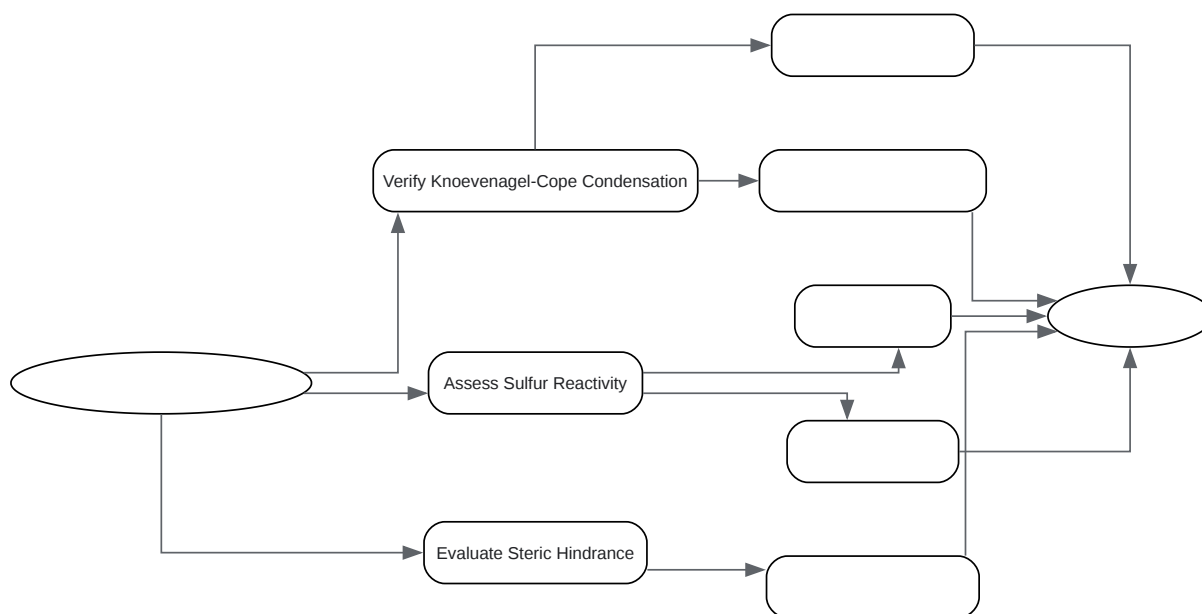 Verify Knoevenagel-Cope Condensation
Assess Sulfur Reactivity
Evaluate Steric Hindrance